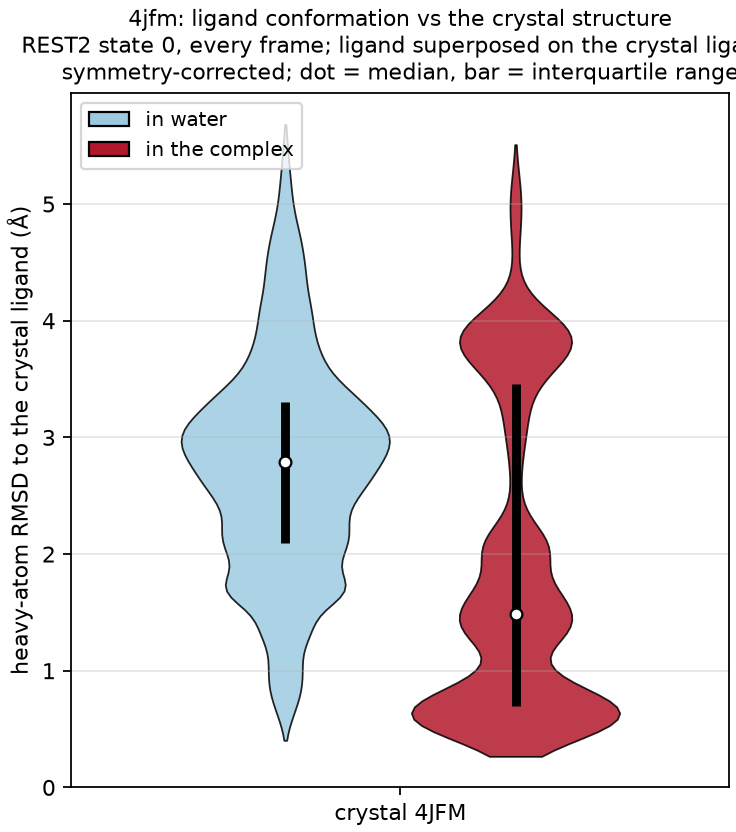 4jfm: ligand conformation vs the crystal structure
REST2 state 0, every frame; ligand superposed on the crystal liga
symmetry-corrected; dot = median, bar = interquartile range
in water
in the complex
heavy-atom RMSD to the crystal ligand (Å)
5
4
3
2
1
0
crystal 4JFM